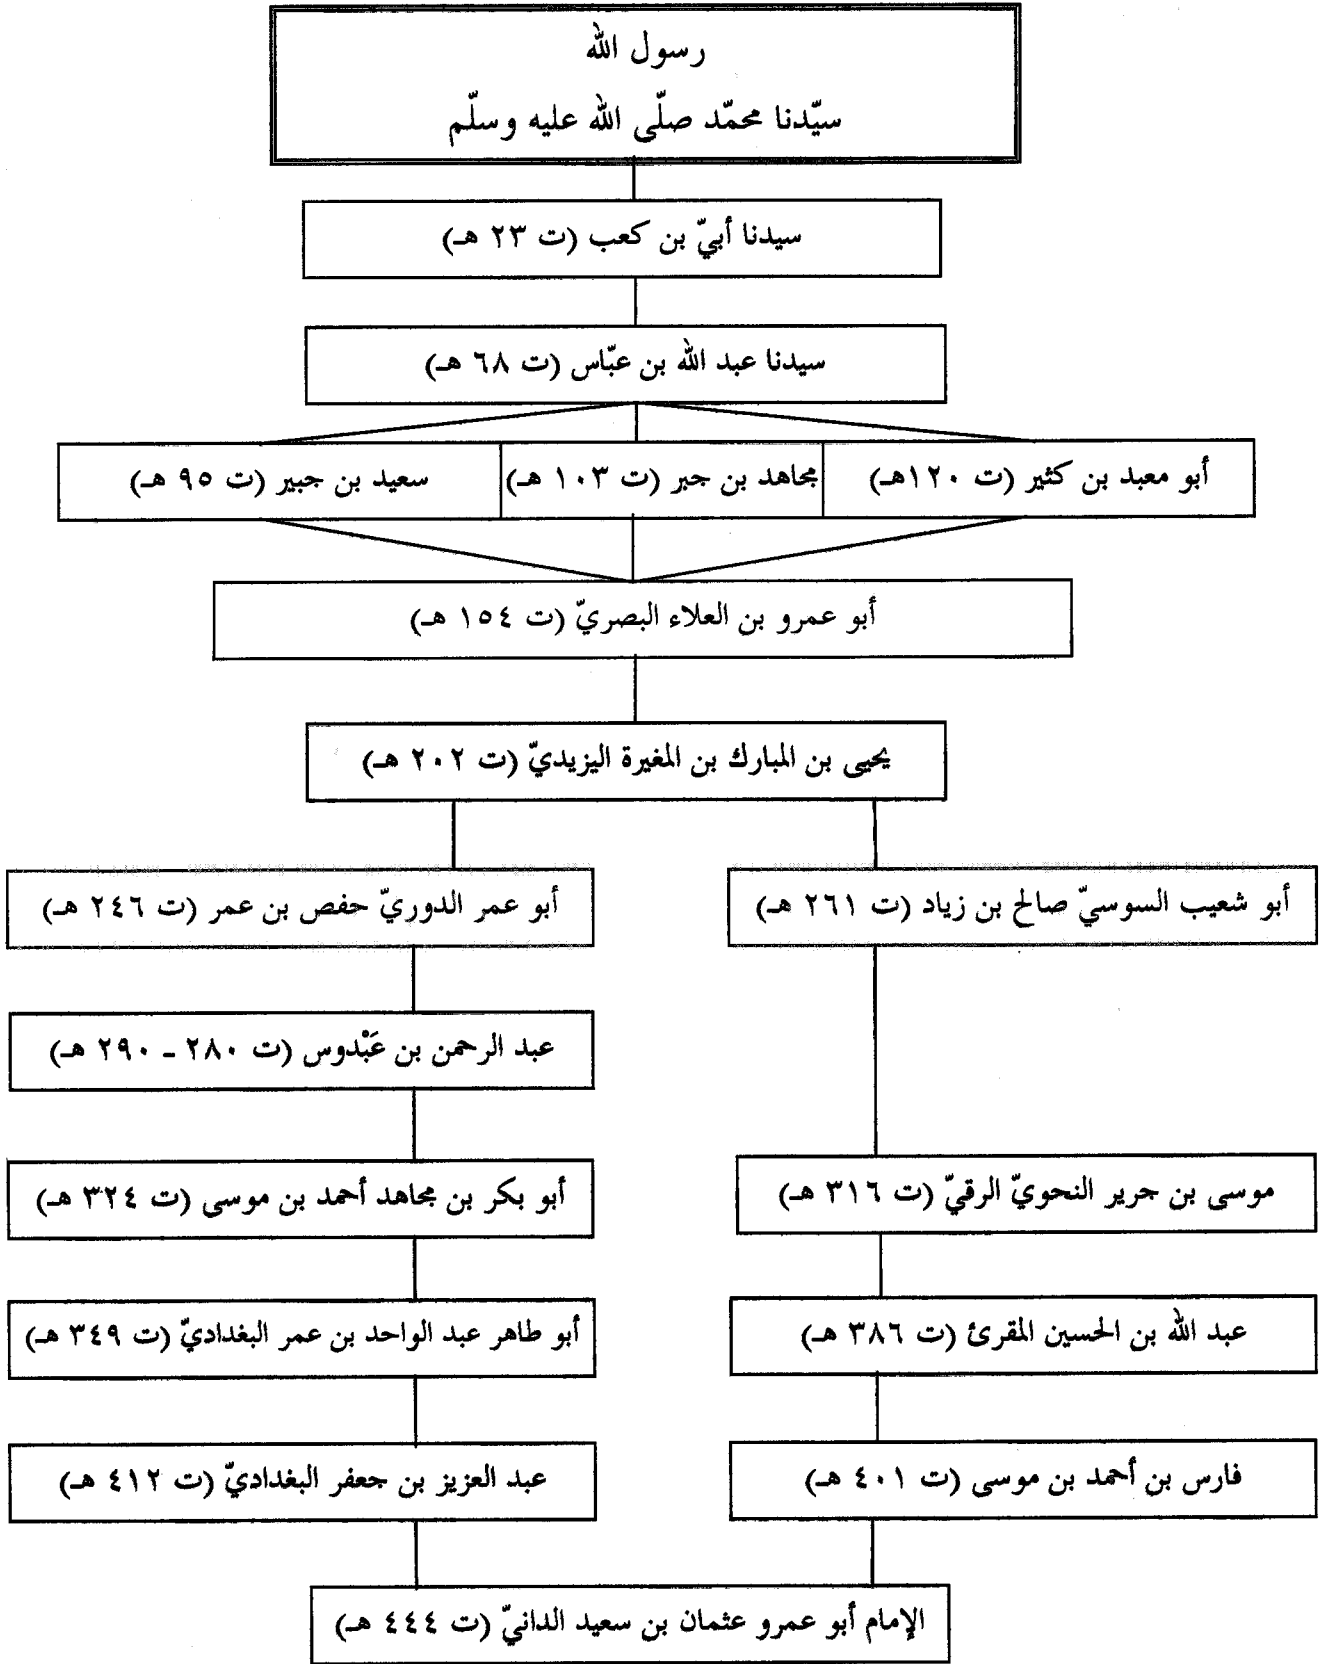 رسول الله
سيّدنا محمّد صلّى الله عليه وسلّم
سيدنا أبيّ بن كعب (ت ٢٣ هـ)
سيدنا عبد الله بن عبّاس (ت ٦٨ هـ)
أبو معبد بن كثير (ت ١٢٠هـ)
مجاهد بن جبر (ت ١٠٣ هـ)
سعيد بن جبير (ت ٩٥ هـ)
أبو عمرو بن العلاء البصريّ (ت ١٥٤ هـ)
يحيى بن المبارك بن المغيرة اليزيديّ (ت ٢٠٢ هـ)
أبو شعيب السوسيّ صالح بن زياد (ت ٢٦١ هـ)
أبو عمر الدوريّ حفص بن عمر (ت ٢٤٦ هـ)
عبد الرحمن بن عَبْدوس (ت ٢٨٠ - ٢٩٠ هـ)
موسى بن جرير النحويّ الرقيّ (ت ٣١٦ هـ)
أبو بكر بن مجاهد أحمد بن موسى (ت ٣٢٤ هـ)
عبد الله بن الحسين المقرئ (ت ٣٨٦ هـ)
أبو طاهر عبد الواحد بن عمر البغداديّ (ت ٣٤٩ هـ)
فارس بن أحمد بن موسى (ت ٤٠١ هـ)
عبد العزيز بن جعفر البغداديّ (ت ٤١٢ هـ)
الإمام أبو عمرو عثمان بن سعيد الدانيّ (ت ٤٤٤ هـ)